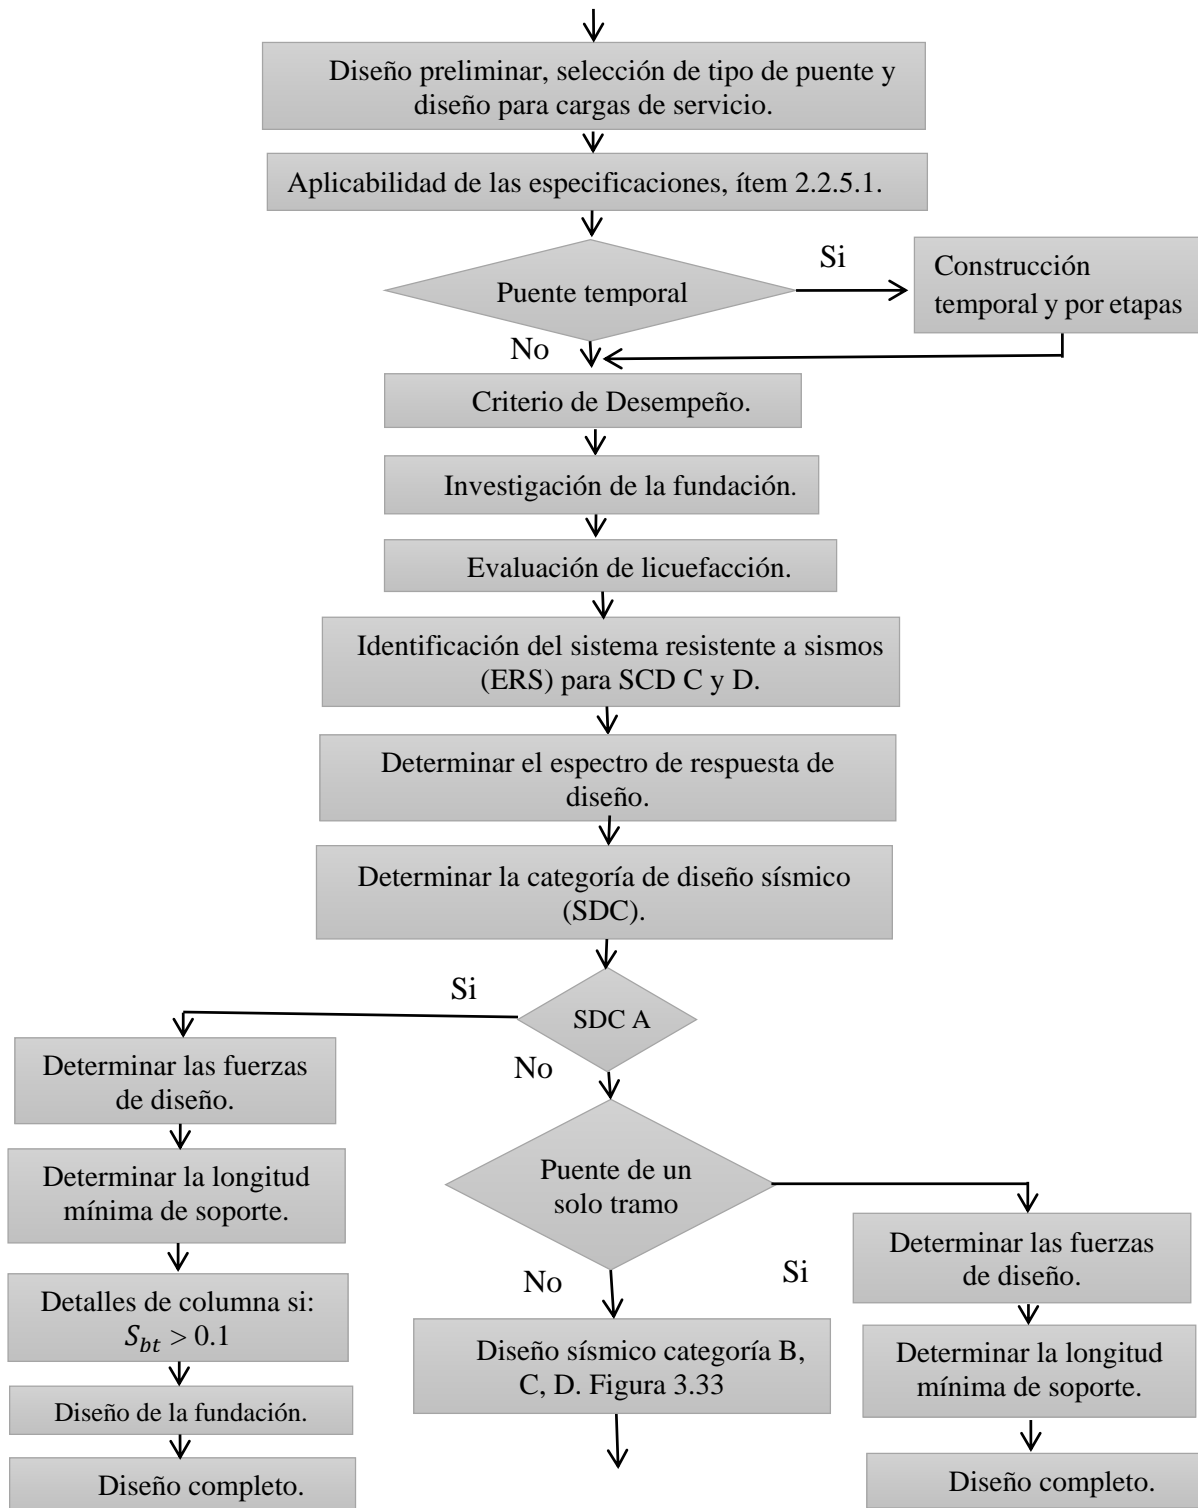 Diseño preliminar, selección de tipo de puente y
diseño para cargas de servicio.
Aplicabilidad de las especificaciones, ítem 2.2.5.1.
Puente temporal
Si
Construcción
temporal y por etapas
No
Criterio de Desempeño.
Investigación de la fundación.
Evaluación de licuefacción.
Identificación del sistema resistente a sismos
(ERS) para SCD C y D.
Determinar el espectro de respuesta de
diseño.
Determinar la categoría de diseño sísmico
(SDC).
SDC A
Si
Determinar las fuerzas
de diseño.
Determinar la longitud
mínima de soporte.
Detalles de columna si:
S_{bt} > 0.1
Diseño de la fundación.
Diseño completo.
No
Puente de un
solo tramo
No
Diseño sísmico categoría B,
C, D. Figura 3.33
Si
Determinar las fuerzas
de diseño.
Determinar la longitud
mínima de soporte.
Diseño completo.